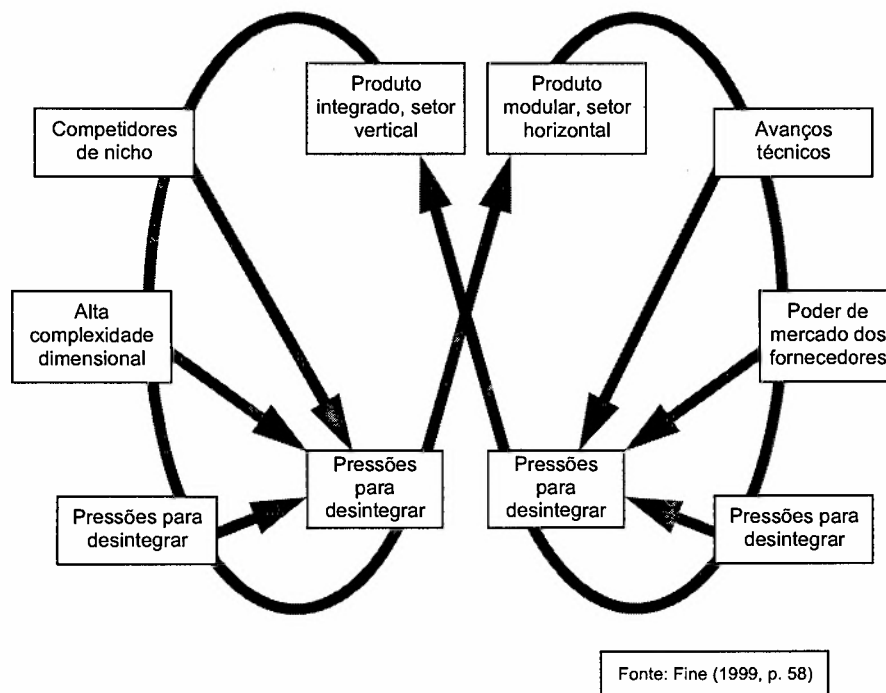 Produto
integrado, setor
vertical
Produto
modular, setor
horizontal
Competidores
de nicho
Avanços
técnicos
Alta
complexidade
dimensional
Poder de
mercado dos
fornecedores
Pressões
para
desintegrar
Pressões
para
desintegrar
Pressões para
desintegrar
Pressões para
desintegrar
Fonte: Fine (1999, p. 58)